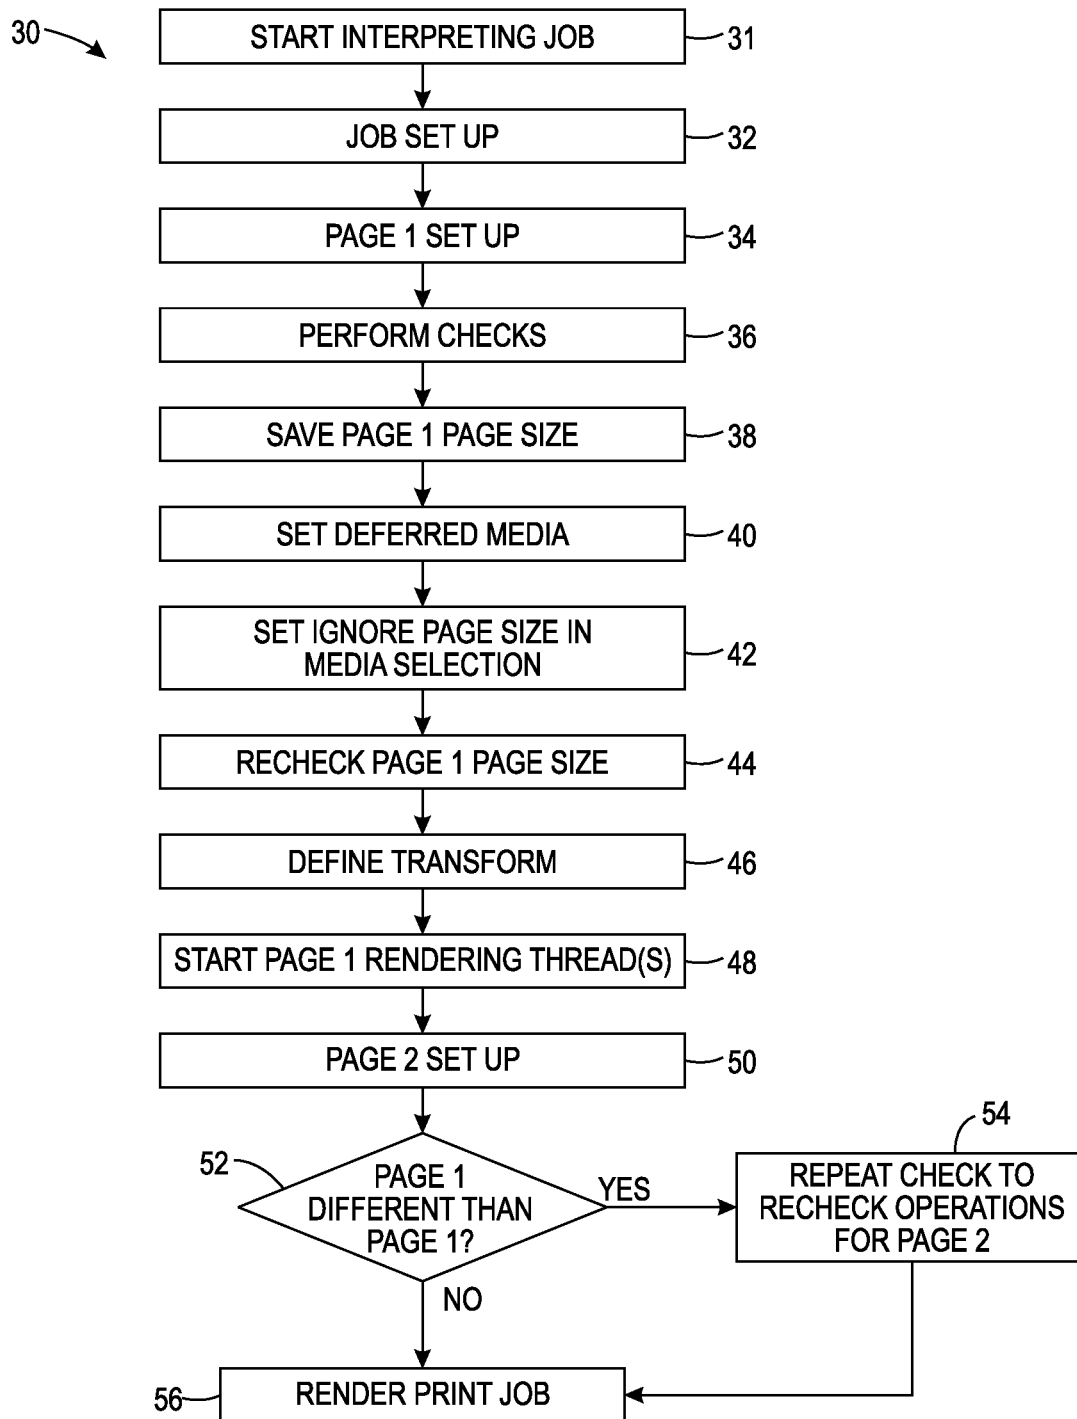 30
START INTERPRETING JOB
31
JOB SET UP
32
PAGE 1 SET UP
34
PERFORM CHECKS
36
SAVE PAGE 1 PAGE SIZE
38
SET DEFERRED MEDIA
40
SET IGNORE PAGE SIZE IN
MEDIA SELECTION
42
RECHECK PAGE 1 PAGE SIZE
44
DEFINE TRANSFORM
46
START PAGE 1 RENDERING THREAD(S)
48
PAGE 2 SET UP
50
52
PAGE 1
DIFFERENT THAN
PAGE 1?
YES
NO
54
REPEAT CHECK TO
RECHECK OPERATIONS
FOR PAGE 2
56
RENDER PRINT JOB